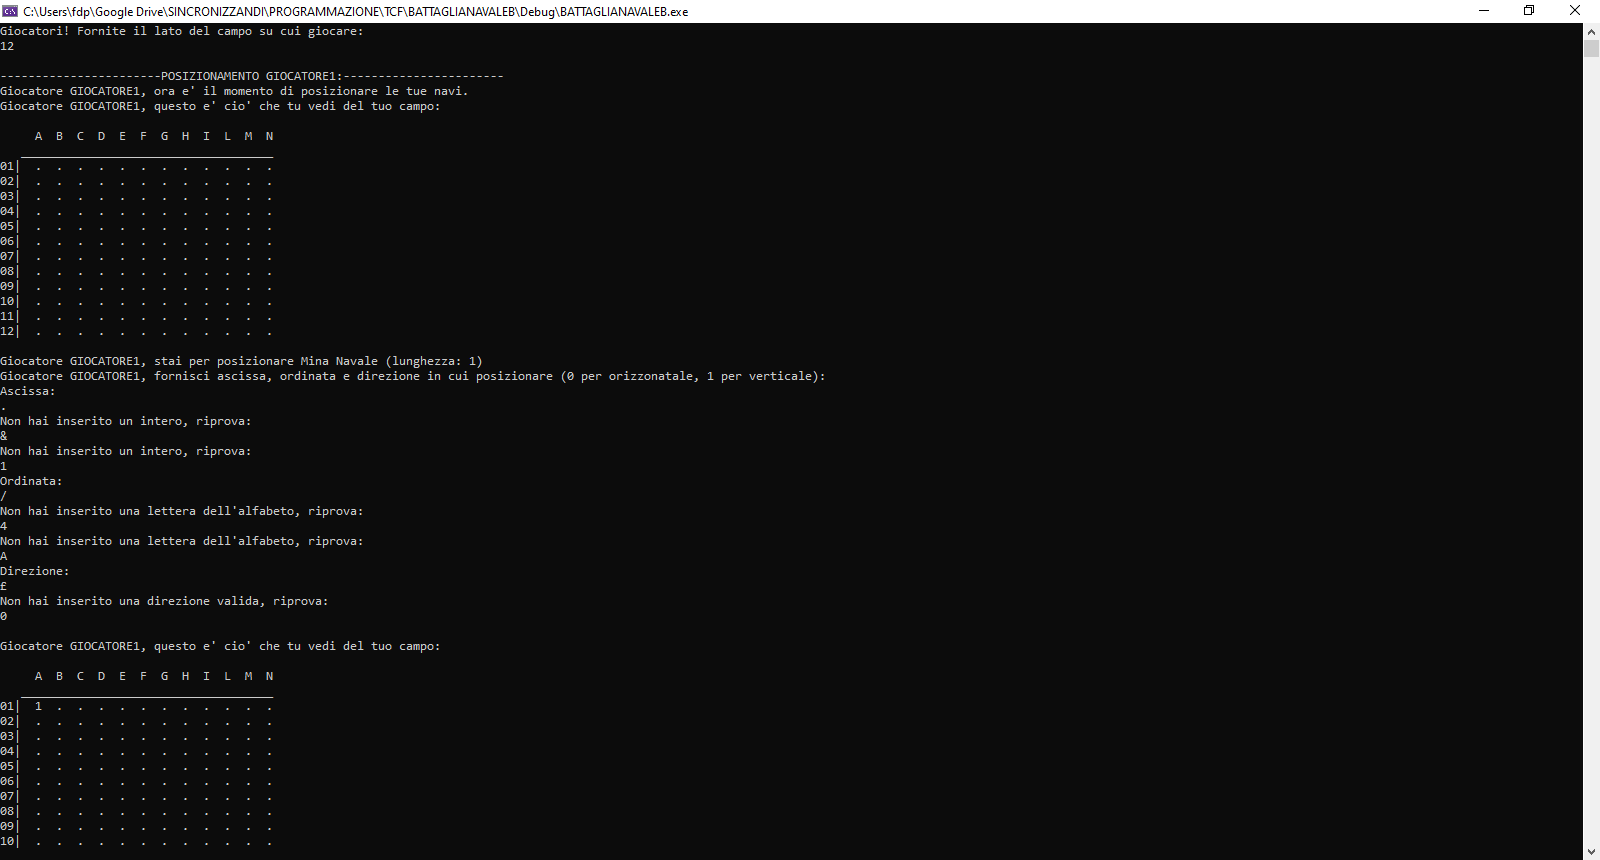 C:\Users\fdp\Google Drive\SINCRONIZZANDI\PROGRAMMAZIONE\TCF\BATTAGLIANAVALEB\Debug\BATTAGLIANAVALEB.exe
Giocatori! Fornite il lato del campo su cui giocare:
12
-----------------------POSIZIONAMENTO GIOCATORE1:-----------------------
Giocatore GIOCATORE1, ora e' il momento di posizionare le tue navi.
Giocatore GIOCATORE1, questo e' cio' che tu vedi del tuo campo:
A B C D E F G H I L M N
____________________________________
01| . . . . . . . . . . . .
02| . . . . . . . . . . . .
03| . . . . . . . . . . . .
04| . . . . . . . . . . . .
05| . . . . . . . . . . . .
06| . . . . . . . . . . . .
07| . . . . . . . . . . . .
08| . . . . . . . . . . . .
09| . . . . . . . . . . . .
10| . . . . . . . . . . . .
11| . . . . . . . . . . . .
12| . . . . . . . . . . . .
Giocatore GIOCATORE1, stai per posizionare Mina Navale (lunghezza: 1)
Giocatore GIOCATORE1, fornisci ascissa, ordinata e direzione in cui posizionare (0 per orizzonatale, 1 per verticale):
Ascissa:
.
Non hai inserito un intero, riprova:
&
Non hai inserito un intero, riprova:
1
Ordinata:
/
Non hai inserito una lettera dell'alfabeto, riprova:
4
Non hai inserito una lettera dell'alfabeto, riprova:
A
Direzione:
£
Non hai inserito una direzione valida, riprova:
0
Giocatore GIOCATORE1, questo e' cio' che tu vedi del tuo campo:
A B C D E F G H I L M N
____________________________________
01| 1 . . . . . . . . . . .
02| . . . . . . . . . . . .
03| . . . . . . . . . . . .
04| . . . . . . . . . . . .
05| . . . . . . . . . . . .
06| . . . . . . . . . . . .
07| . . . . . . . . . . . .
08| . . . . . . . . . . . .
09| . . . . . . . . . . . .
10| . . . . . . . . . . . .